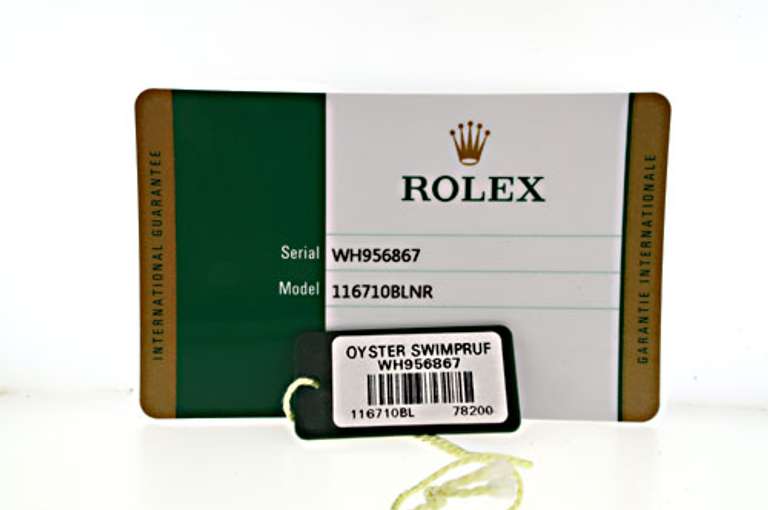 INTERNATIONAL GUARANTEE
ROLEX
Serial WH956867
Model 116710BLNR
GARANTIE INTERNATIONALE
OYSTER SWIMPRUF
WH956867
116710BL 78200